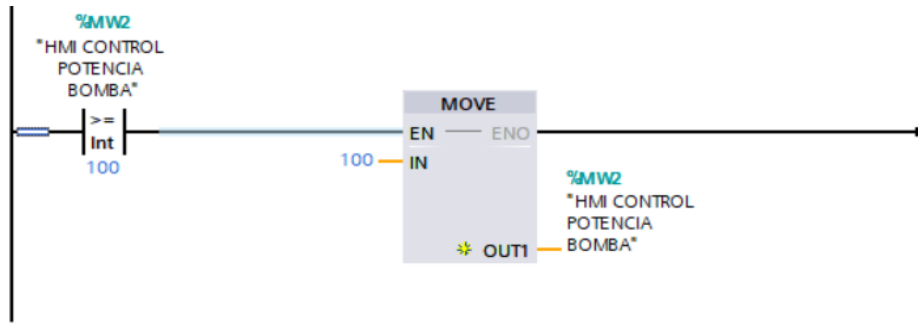 %MW2
"HMI CONTROL
POTENCIA
BOMBA"
>=
Int
100
MOVE
EN
ENO
100
IN
OUT1
%MW2
"HMI CONTROL
POTENCIA
BOMBA"